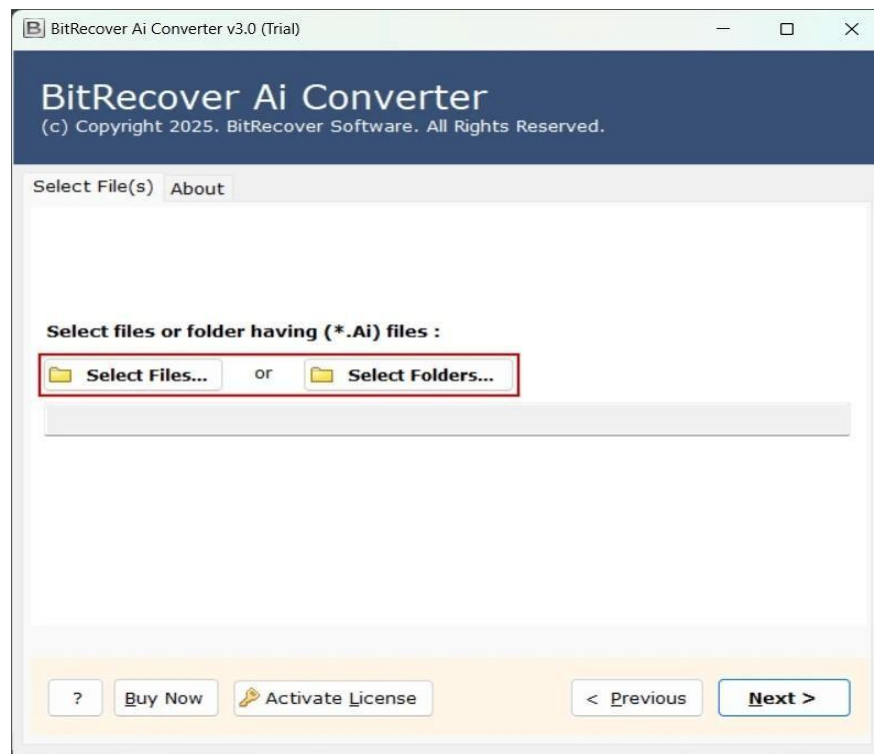 BitRecover Ai Converter v3.0 (Trial)
BitRecover Ai Converter
(c) Copyright 2025. BitRecover Software. All Rights Reserved.
Select File(s) About
Select files or folder having (*.Ai) files :
Select Files... or Select Folders...
? Buy Now Activate License < Previous Next >